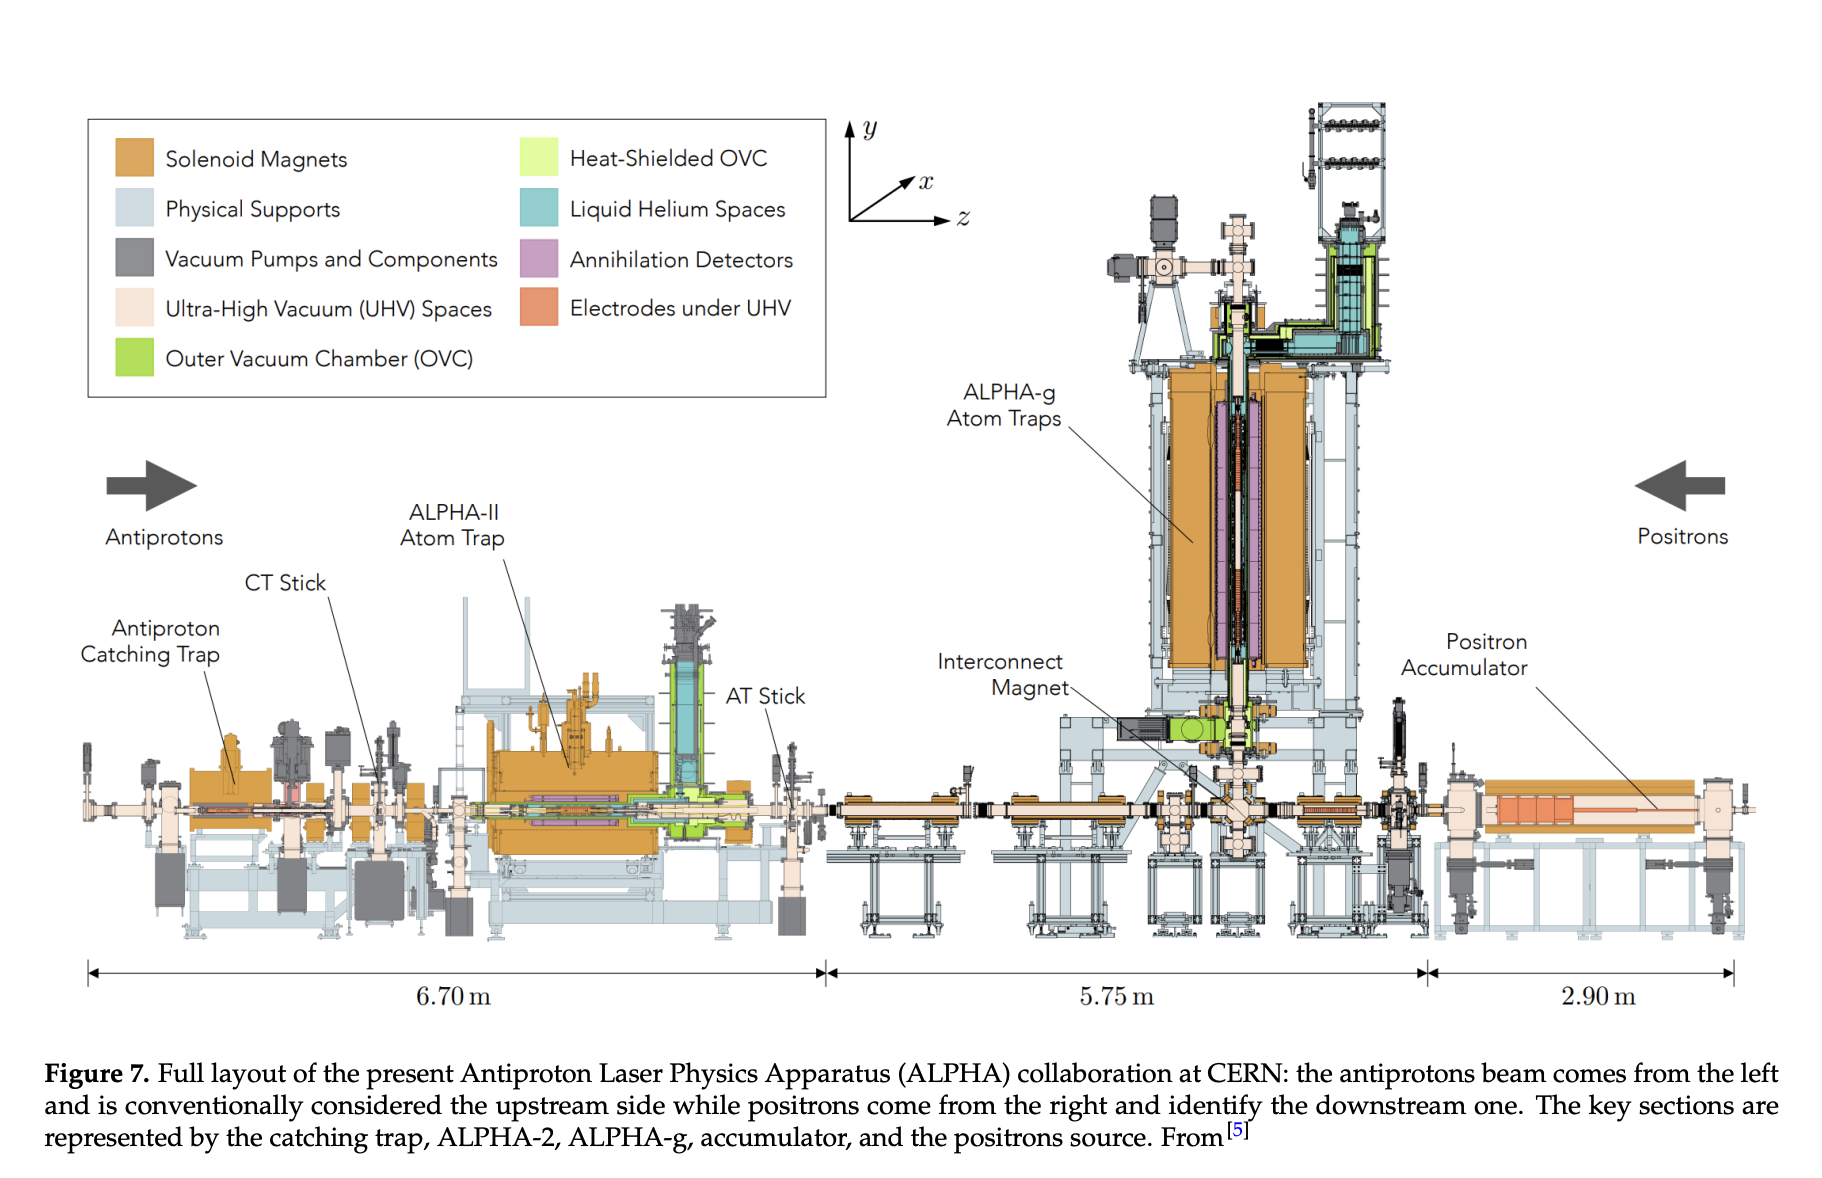 Solenoid Magnets
Physical Supports
Vacuum Pumps and Components
Ultra-High Vacuum (UHV) Spaces
Outer Vacuum Chamber (OVC)
Heat-Shielded OVC
Liquid Helium Spaces
Annihilation Detectors
Electrodes under UHV
y
x
z
ALPHA-g
Atom Traps
Antiprotons
Positrons
ALPHA-II
Atom Trap
CT Stick
Antiproton
Catching Trap
AT Stick
Interconnect
Magnet
Positron
Accumulator
6.70 m
5.75 m
2.90 m
Figure 7. Full layout of the present Antiproton Laser Physics Apparatus (ALPHA) collaboration at CERN: the antiprotons beam comes from the left
and is conventionally considered the upstream side while positrons come from the right and identify the downstream one. The key sections are
represented by the catching trap, ALPHA-2, ALPHA-g, accumulator, and the positrons source. From [5]